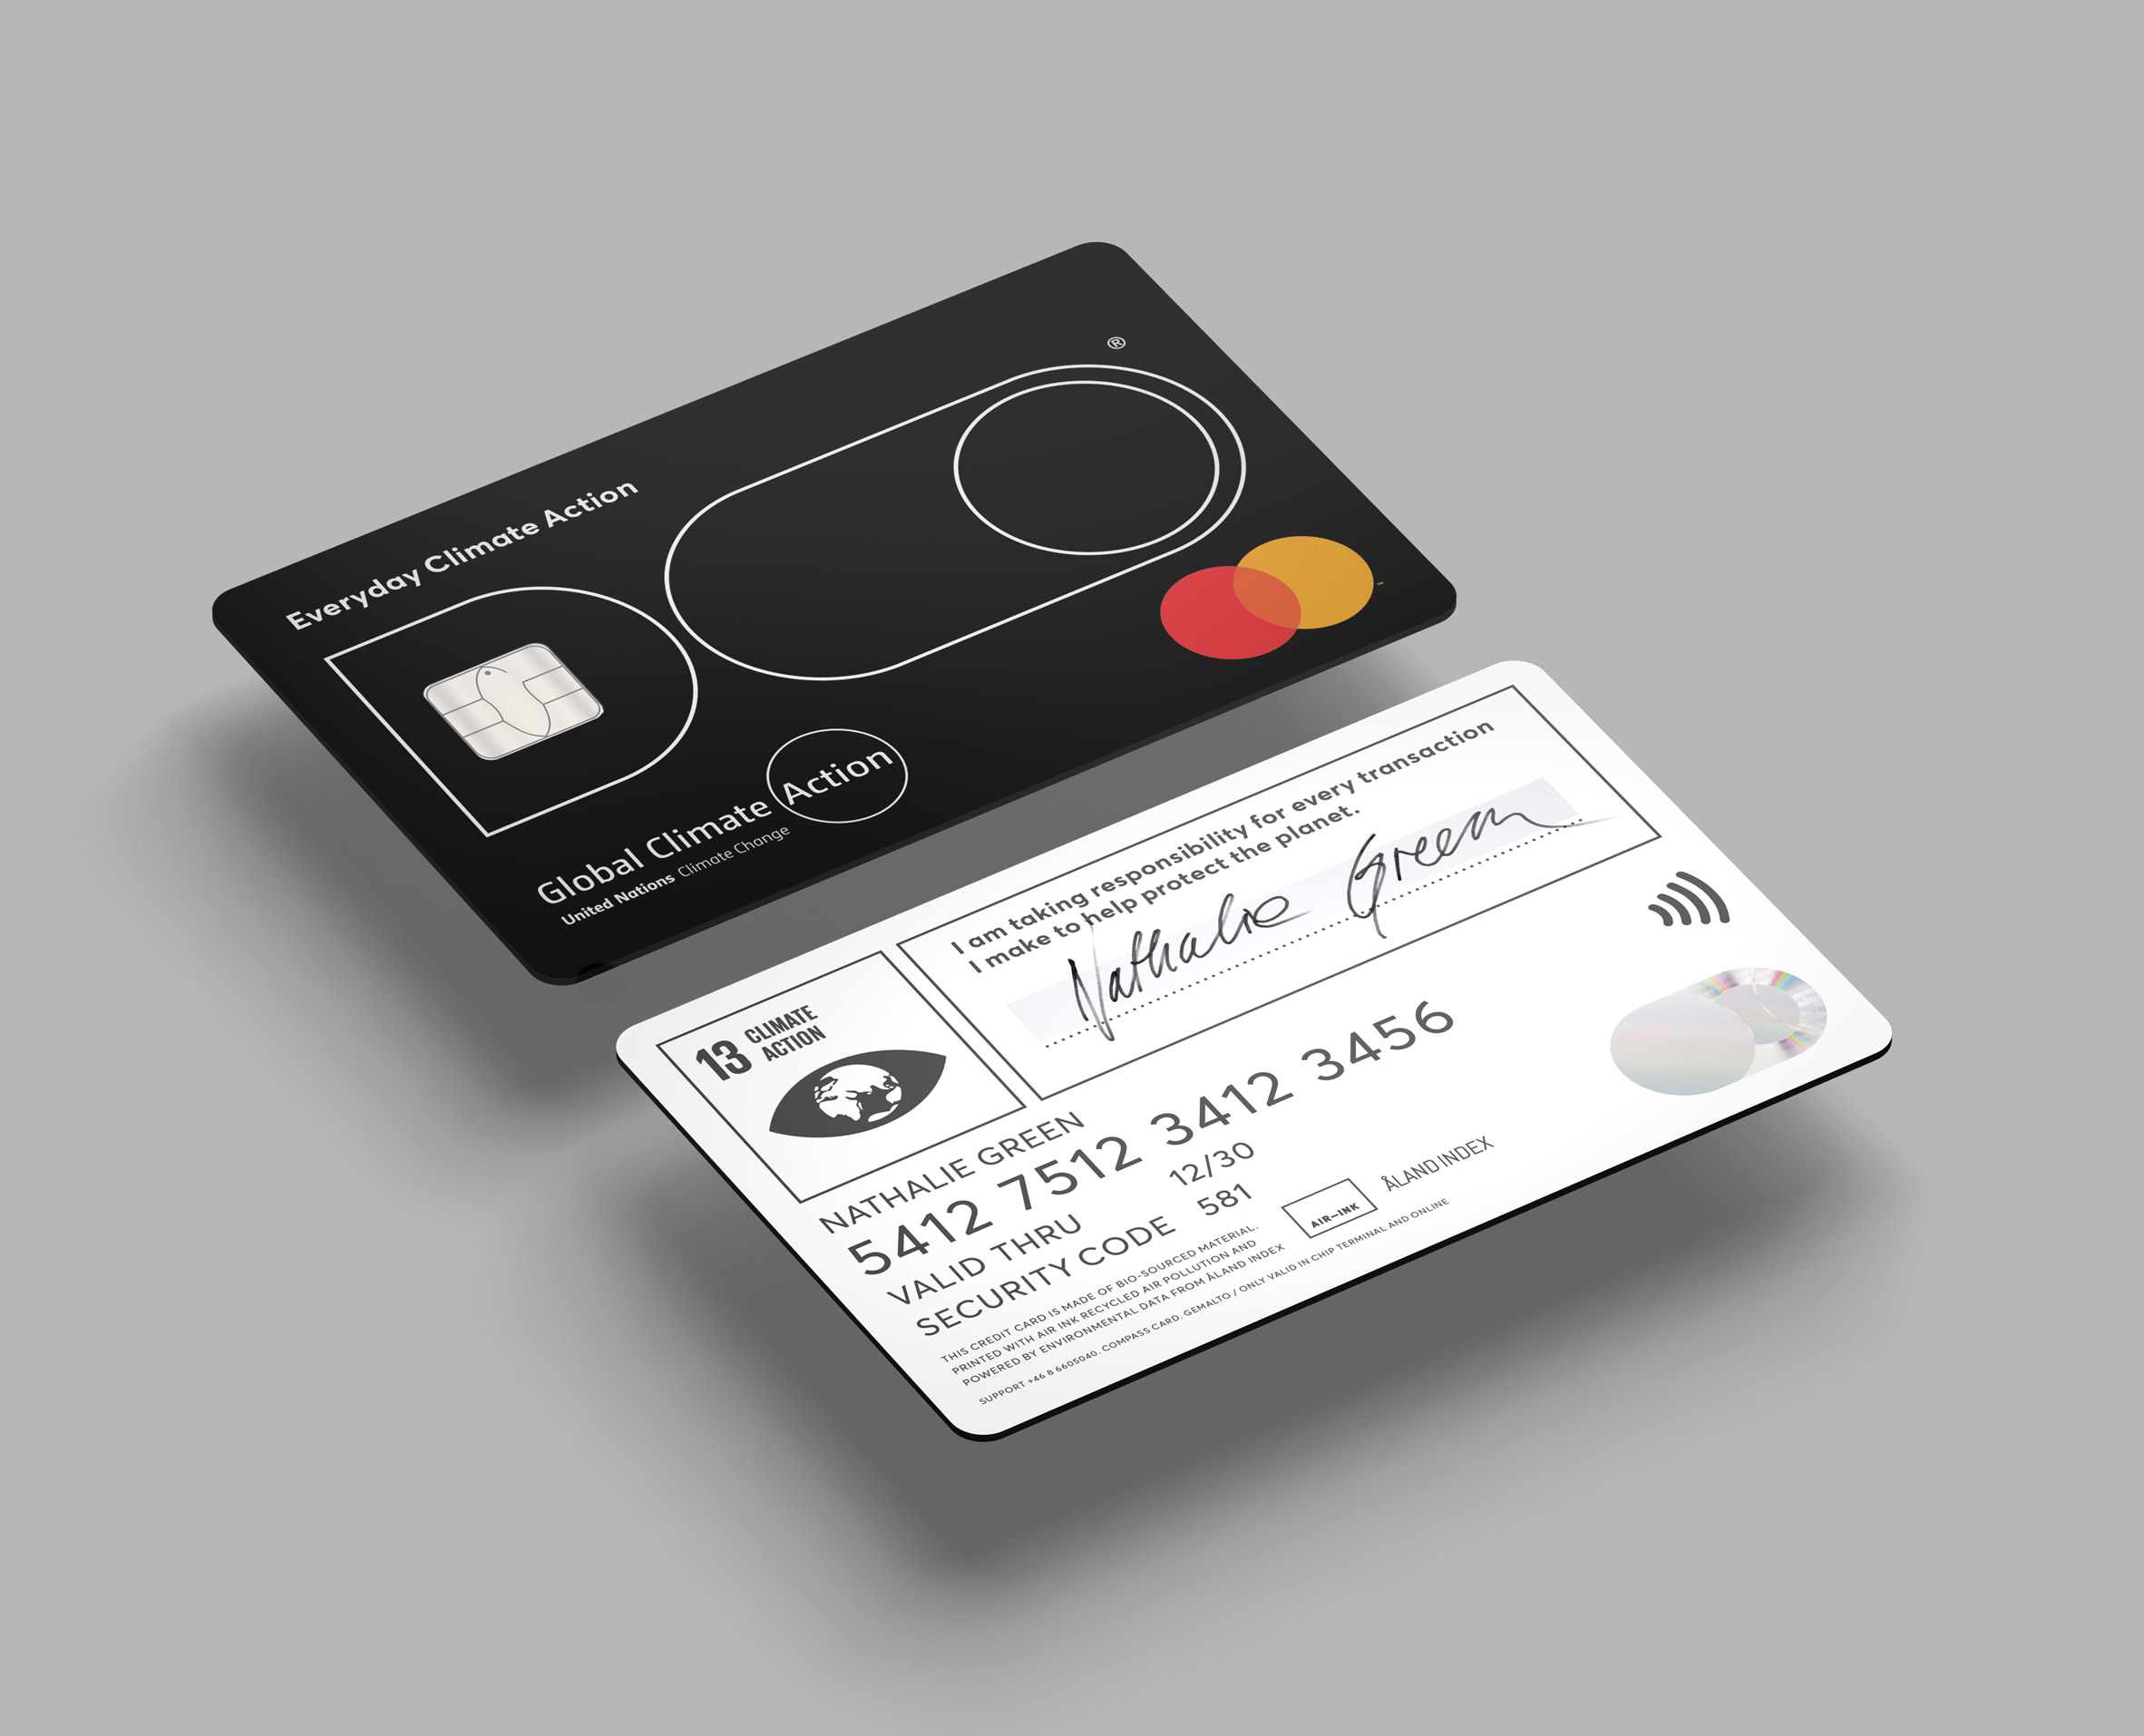 Everyday Climate Action
DO®
Global Climate Action
United Nations Climate Change
I am taking responsibility for every transaction
I make to help protect the planet.
Nathalie Green
13 CLIMATE
ACTION
NATHALIE GREEN
5412 7512 3412 3456
VALID THRU 12/30
SECURITY CODE 581
THIS CREDIT CARD IS MADE OF BIO-SOURCED MATERIAL.
PRINTED WITH AIR INK RECYCLED AIR POLLUTION AND
POWERED BY ENVIRONMENTAL DATA FROM ÅLAND INDEX
AIR–INK
ÅLAND INDEX
SUPPORT +46 8 6605040. COMPASS CARD. GEMALTO / ONLY VALID IN CHIP TERMINAL AND ONLINE